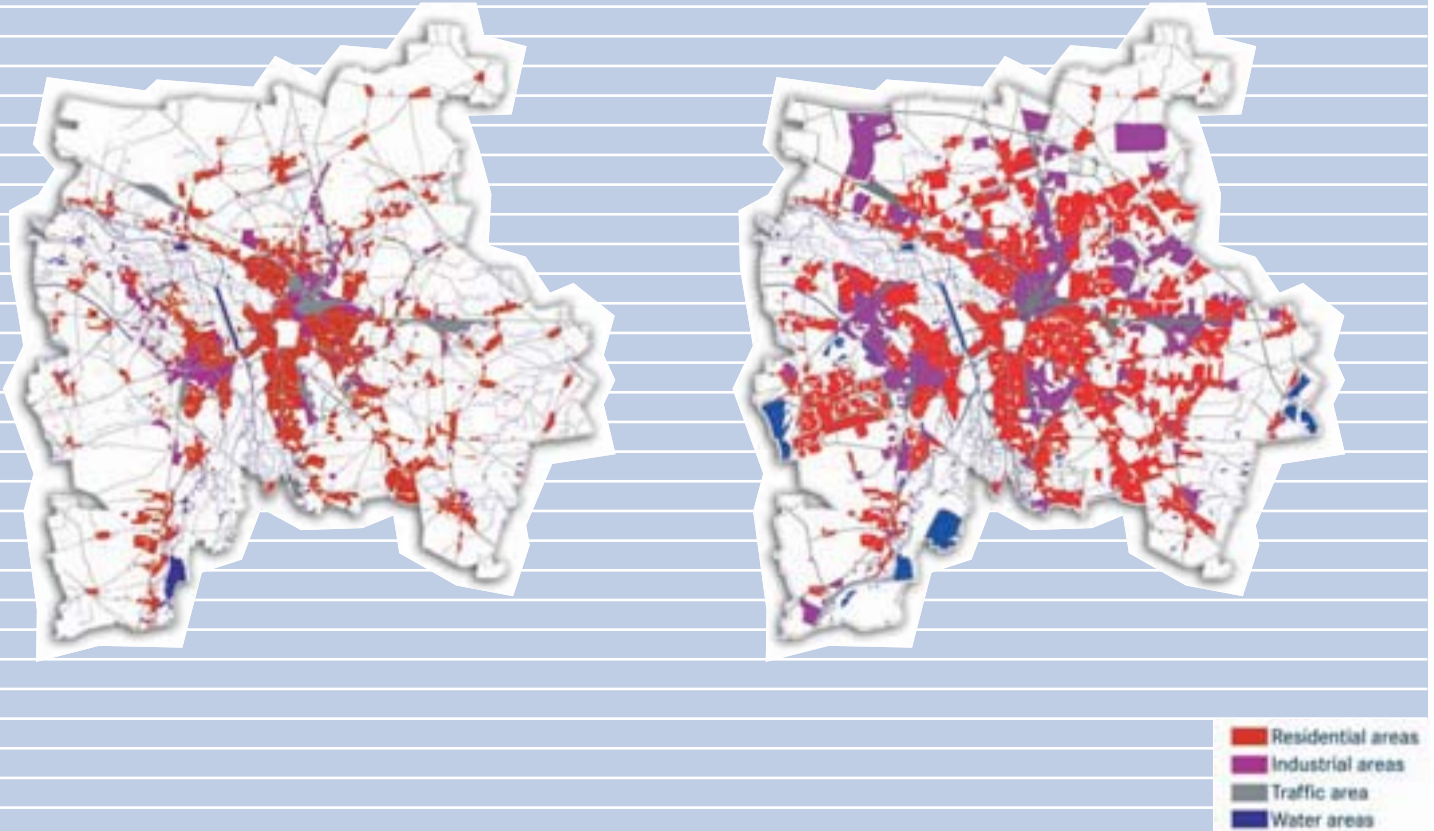 Residential areas
Industrial areas
Traffic area
Water areas